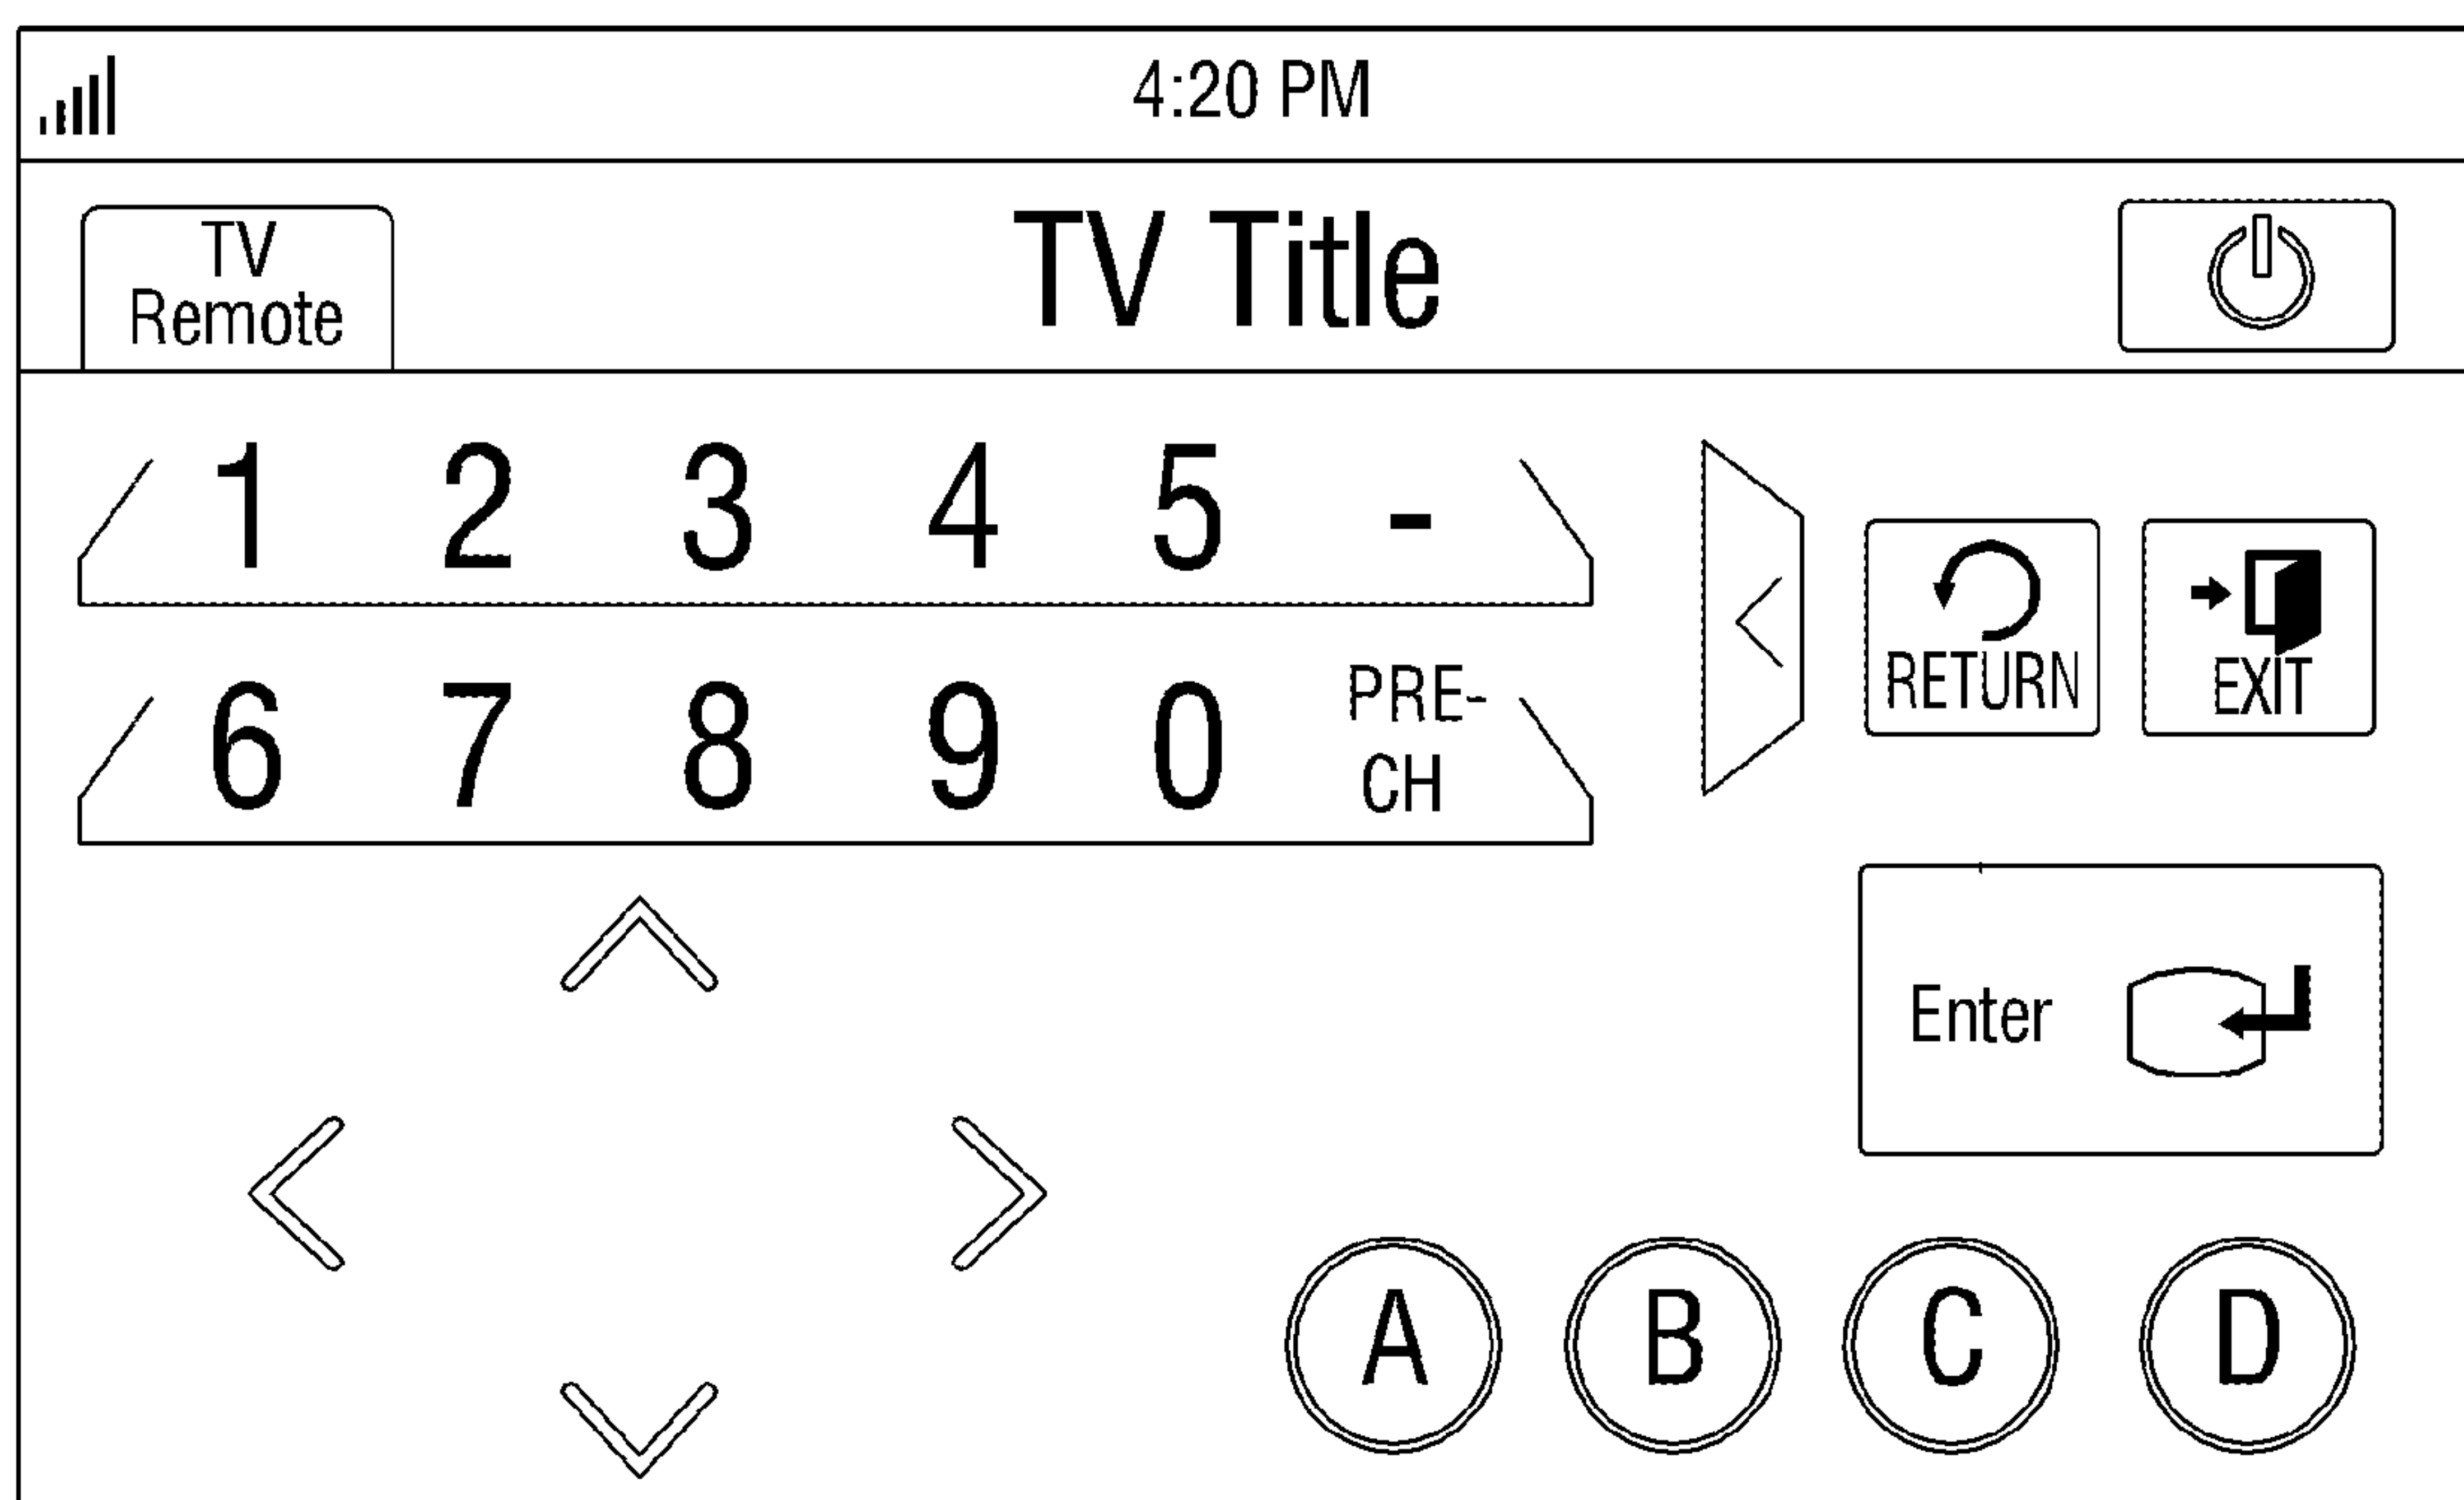 4:20 PM
TV
Remote
TV Title
1 2 3 4 5 -
6 7 8 9 0 PRE-
CH
RETURN
EXIT
Enter
A B C D